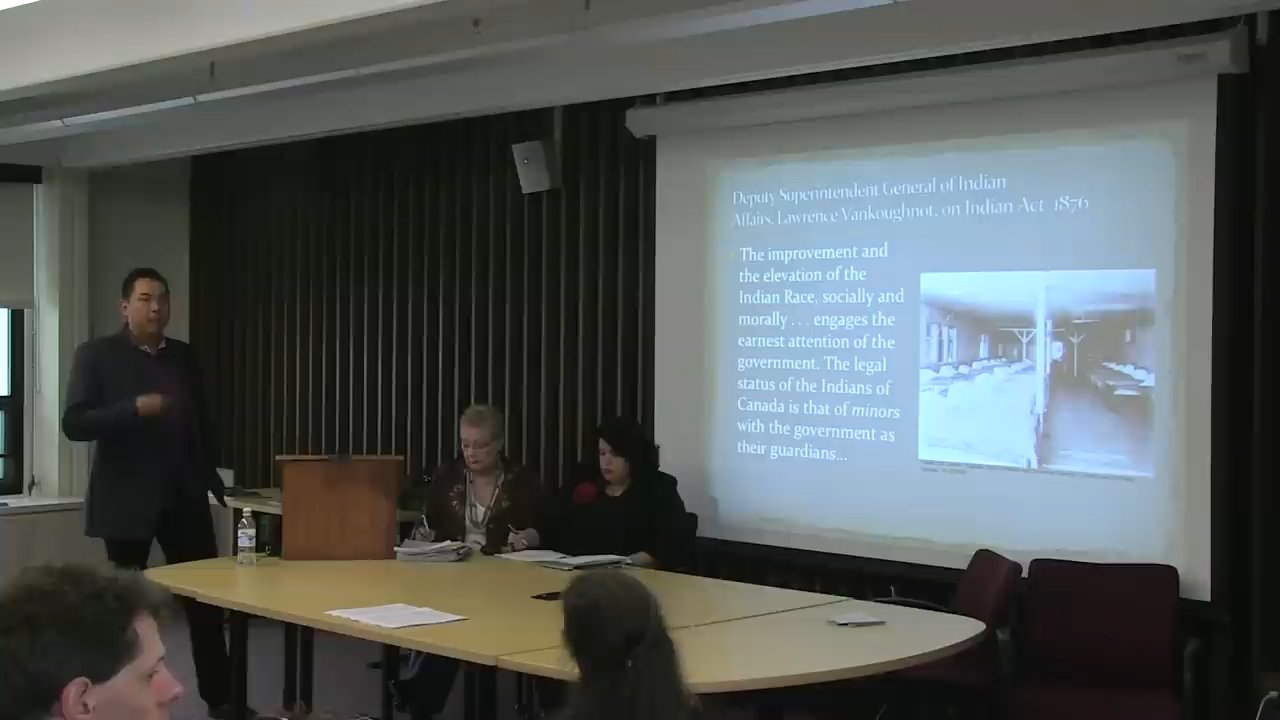 Deputy Superintendent General of Indian
Affairs, Lawrence Vankoughnot, on Indian Act, 1876
The improvement and
the elevation of the
Indian Race, socially and
morally . . . engages the
earnest attention of the
government. The legal
status of the Indians of
Canada is that of minors
with the government as
their guardians...